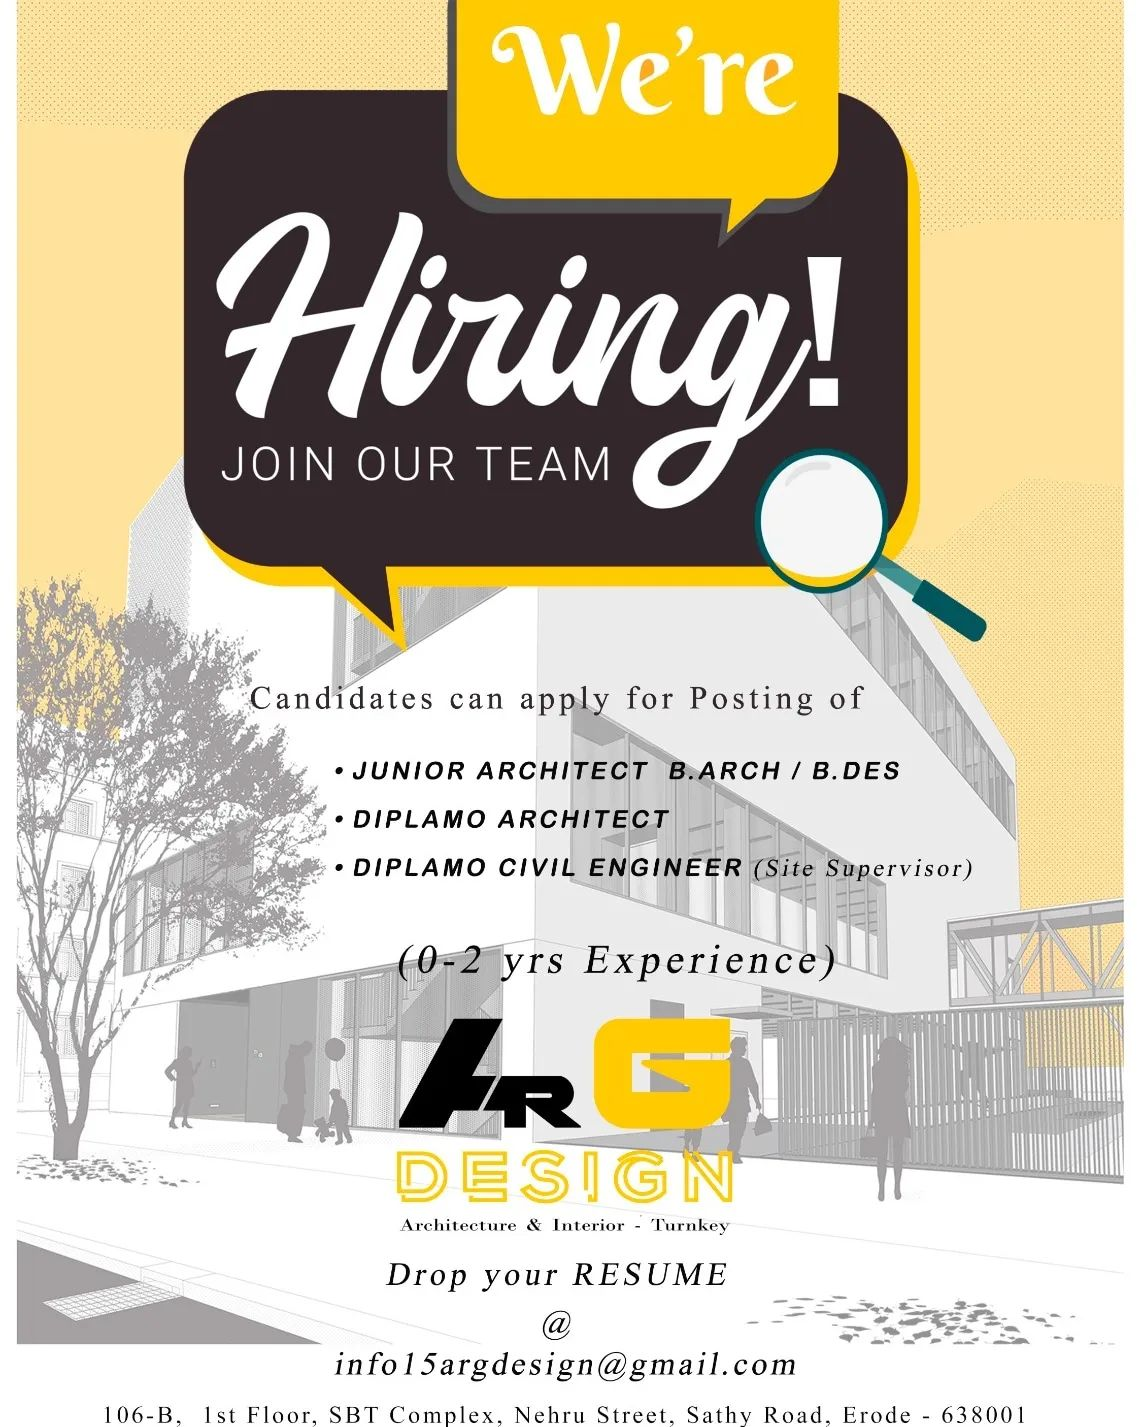 We're
Hiring!
JOIN OUR TEAM
Candidates can apply for Posting of
• JUNIOR ARCHITECT B.ARCH / B.DES
• DIPLAMO ARCHITECT
• DIPLAMO CIVIL ENGINEER (Site Supervisor)
(0-2 yrs Experience)
ARG
DESIGN
Architecture & Interior - Turnkey
Drop your RESUME
@
info15argdesign@gmail.com
106-B, 1st Floor, SBT Complex, Nehru Street, Sathy Road, Erode - 638001